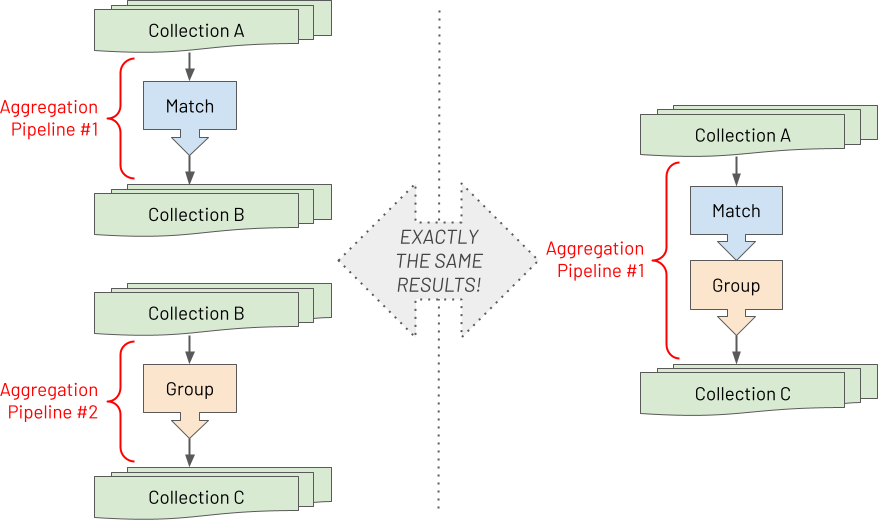 Collection A
Aggregation
Pipeline #1
Match
Collection B
Collection B
Aggregation
Pipeline #2
Group
Collection C
EXACTLY
THE SAME
RESULTS!
Collection A
Aggregation
Pipeline #1
Match
Group
Collection C